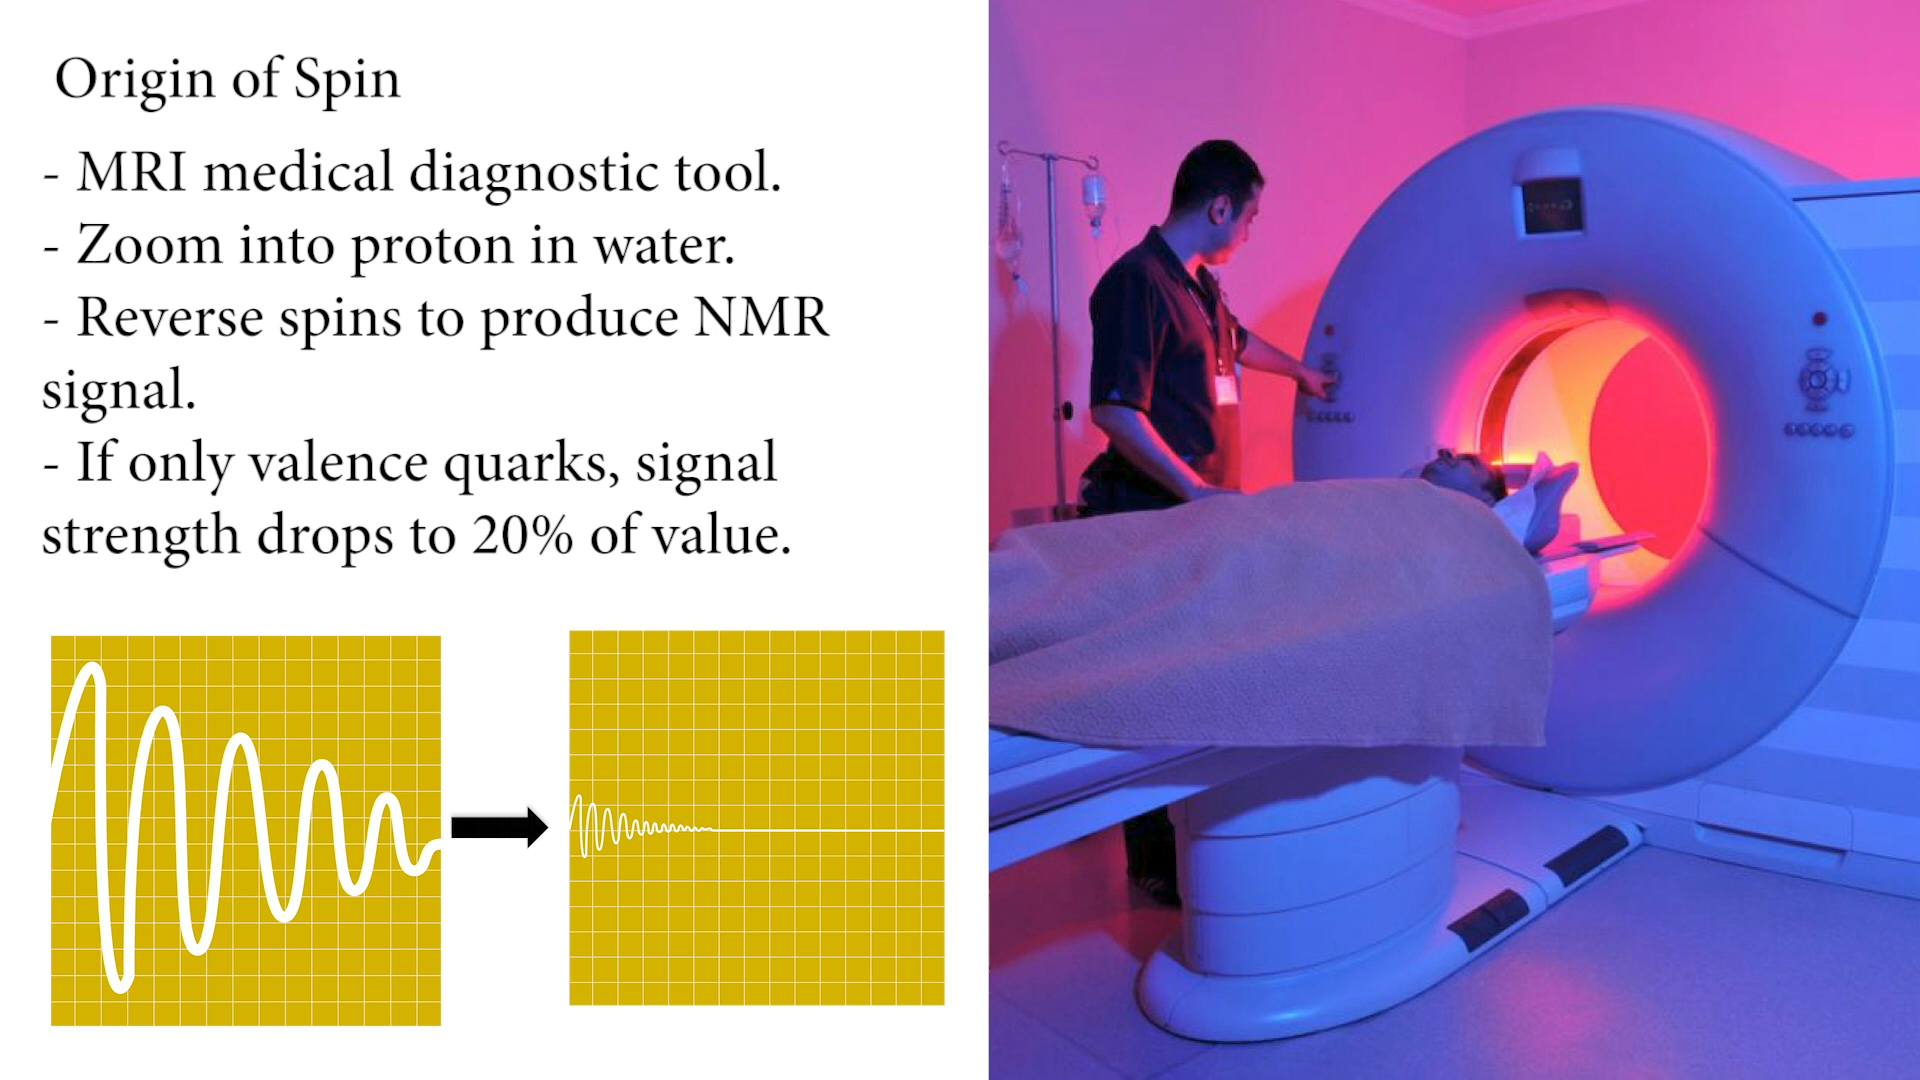 Origin of Spin
- MRI medical diagnostic tool.
- Zoom into proton in water.
- Reverse spins to produce NMR
signal.
- If only valence quarks, signal
strength drops to 20% of value.